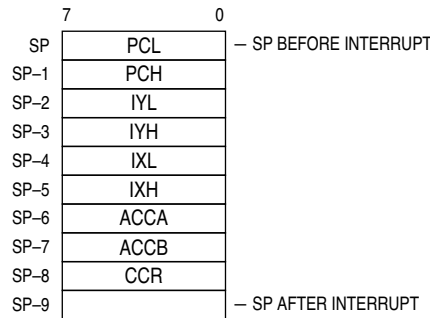 7 0
SP PCL — SP BEFORE INTERRUPT
SP–1 PCH
SP–2 IYL
SP–3 IYH
SP–4 IXL
SP–5 IXH
SP–6 ACCA
SP–7 ACCB
SP–8 CCR
SP–9 — SP AFTER INTERRUPT